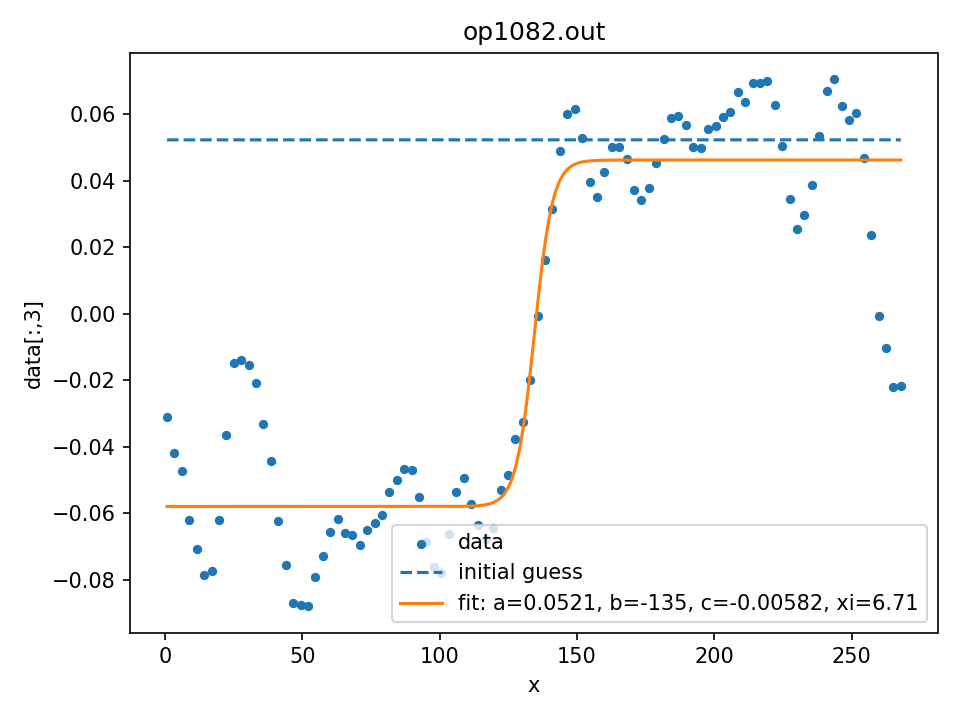 op1082.out
data[:,3]
0.06
0.04
0.02
0.00
−0.02
−0.04
−0.06
−0.08
data
initial guess
fit: a=0.0521, b=-135, c=-0.00582, xi=6.71
0 50 100 150 200 250
x